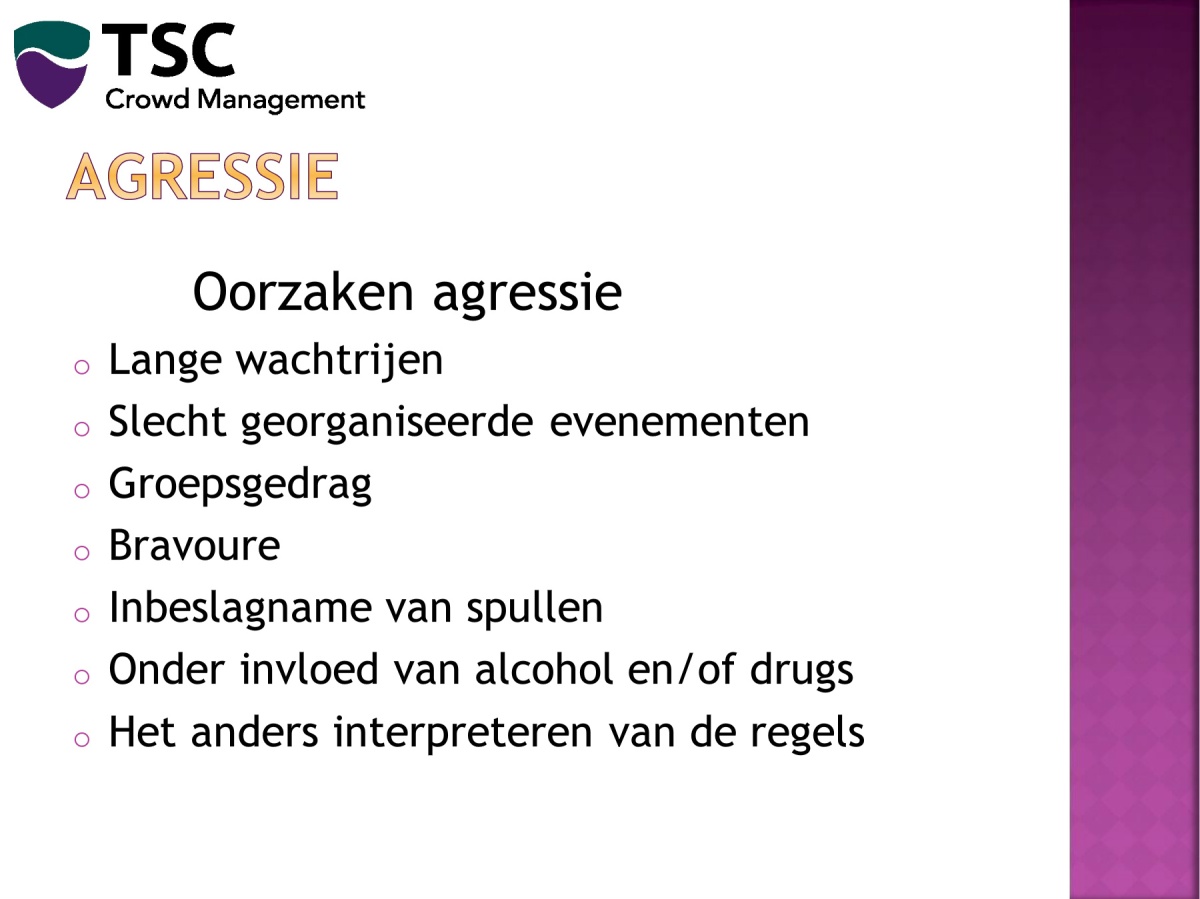 TSC
Crowd Management
AGRESSIE
Oorzaken agressie
o Lange wachtrijen
o Slecht georganiseerde evenementen
o Groepsgedrag
o Bravoure
o Inbeslagname van spullen
o Onder invloed van alcohol en/of drugs
o Het anders interpreteren van de regels